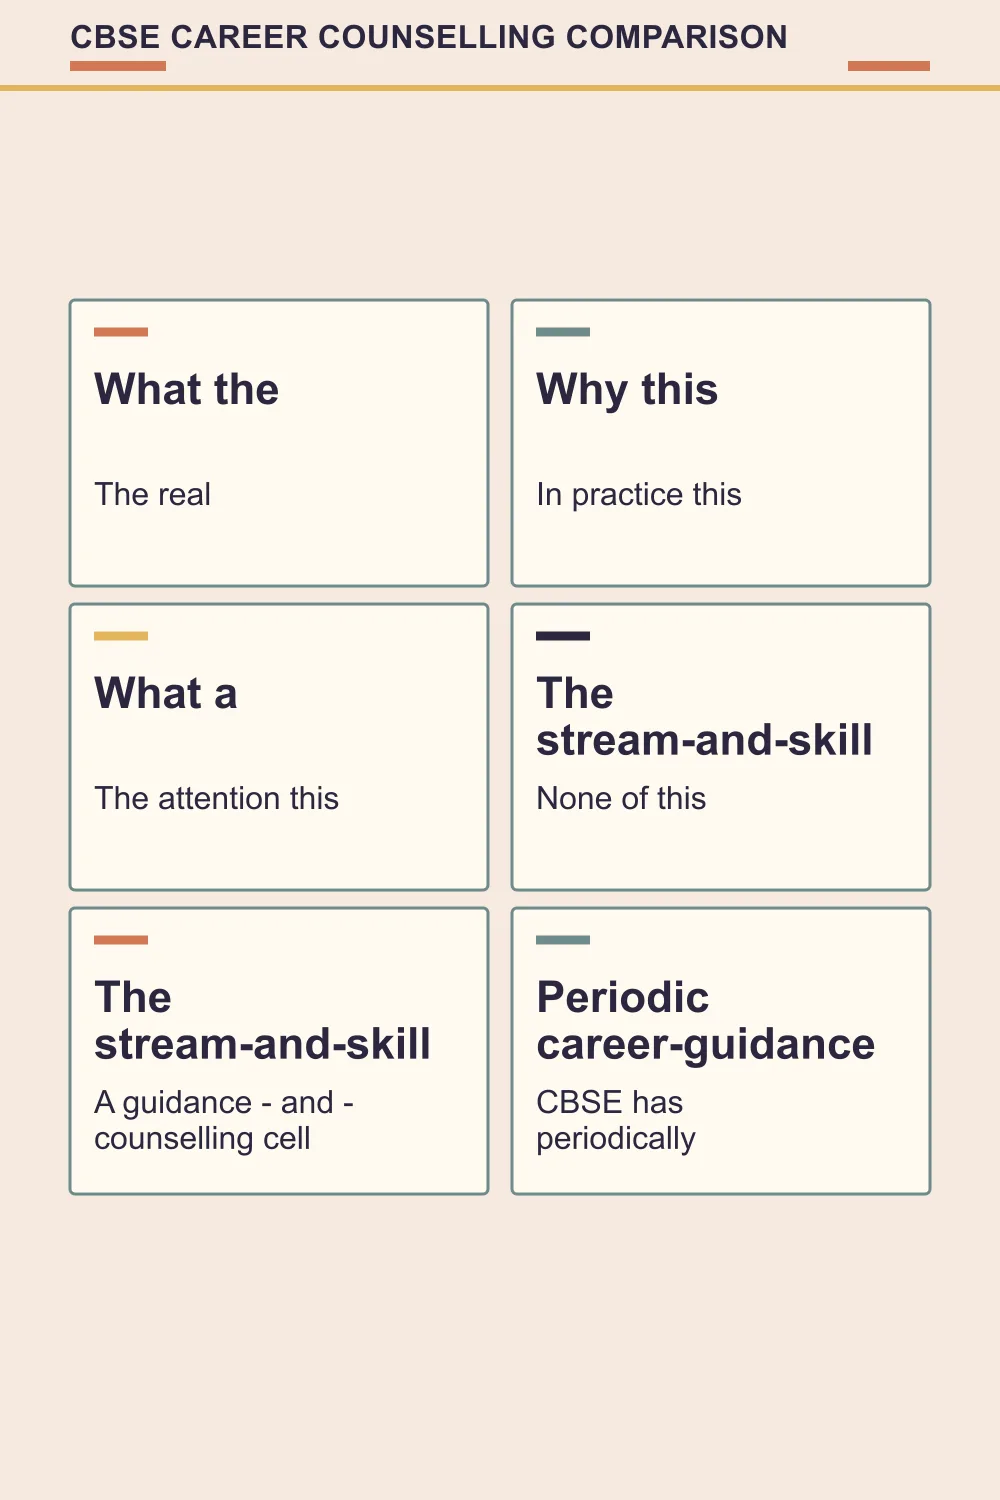 CBSE CAREER COUNSELLING COMPARISON
What the
The real
Why this
In practice this
What a
The attention this
The
stream-and-skill
None of this
The
stream-and-skill
A guidance - and -
counselling cell
Periodic
career-guidance
CBSE has
periodically